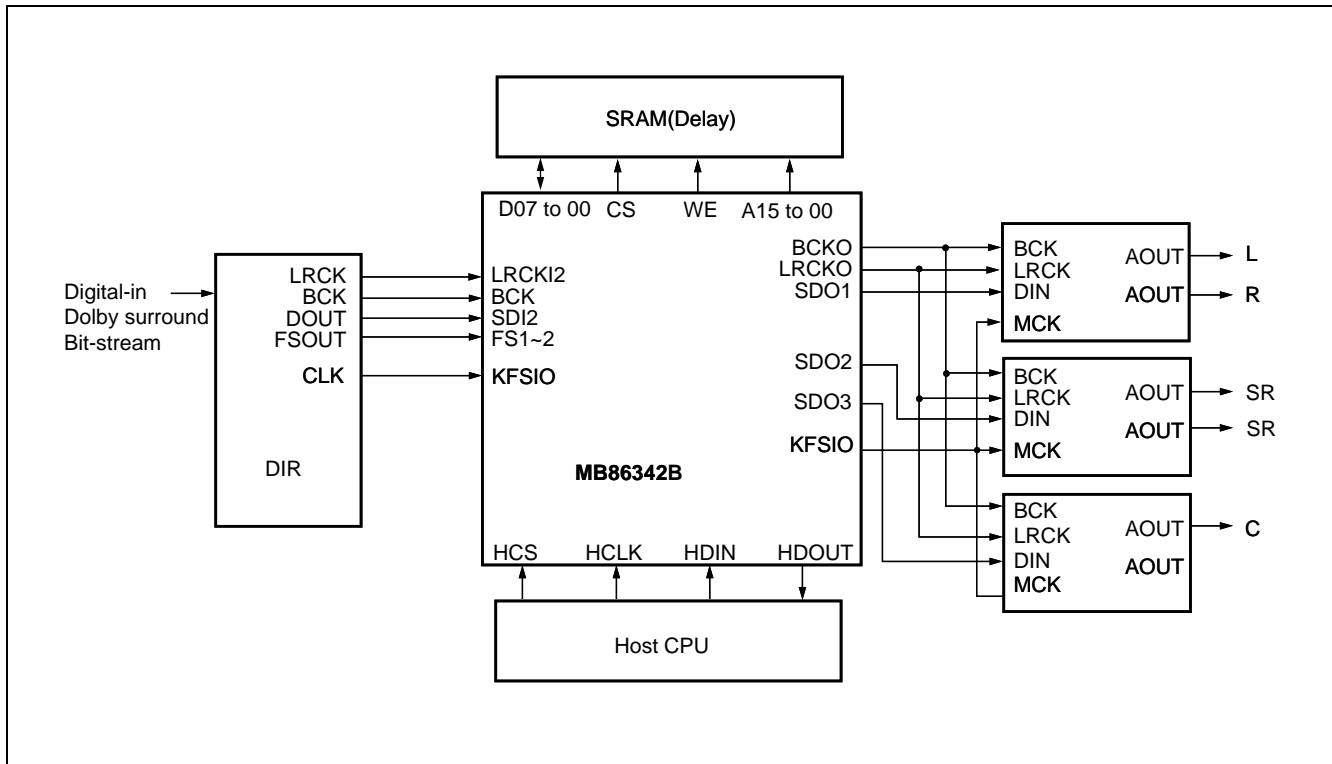 SRAM(Delay)
D07 to 00 CS WE A15 to 00
Digital-in
Dolby surround
Bit-stream
LRCK
BCK
DOUT
FSOUT
CLK
DIR
LRCKI2
BCK
SDI2
FS1~2
KFSIO
MB86342B
BCKO
LRCKO
SDO1
SDO2
SDO3
KFSIO
HCS HCLK HDIN HDOUT
Host CPU
BCK
LRCK
DIN
MCK
AOUT
AOUT
L
R
BCK
LRCK
DIN
MCK
AOUT
AOUT
SR
SR
BCK
LRCK
DIN
MCK
AOUT
AOUT
C